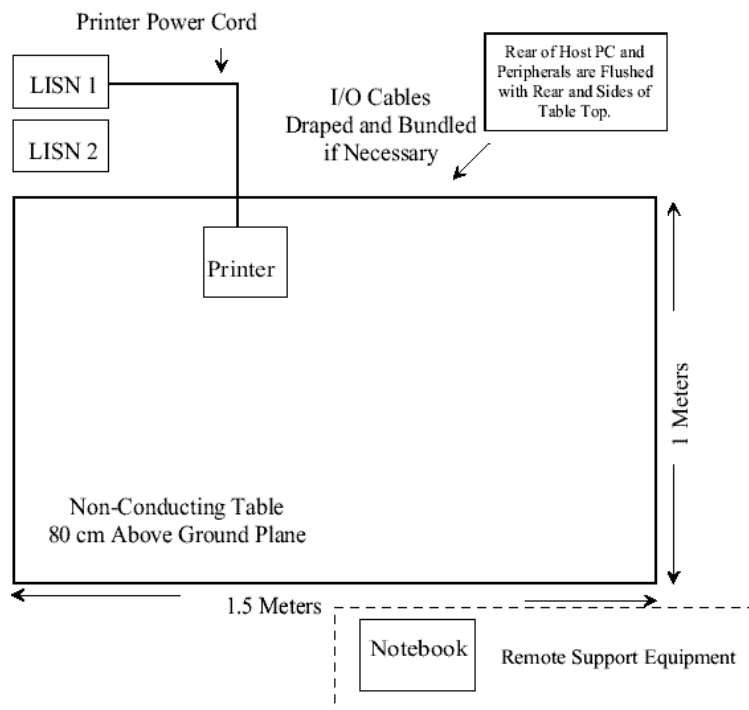 Printer Power Cord
LISN 1
LISN 2
I/O Cables
Draped and Bundled
if Necessary
Rear of Host PC and
Peripherals are Flushed
with Rear and Sides of
Table Top.
Printer
1 Meters
Non-Conducting Table
80 cm Above Ground Plane
1.5 Meters
Notebook
Remote Support Equipment